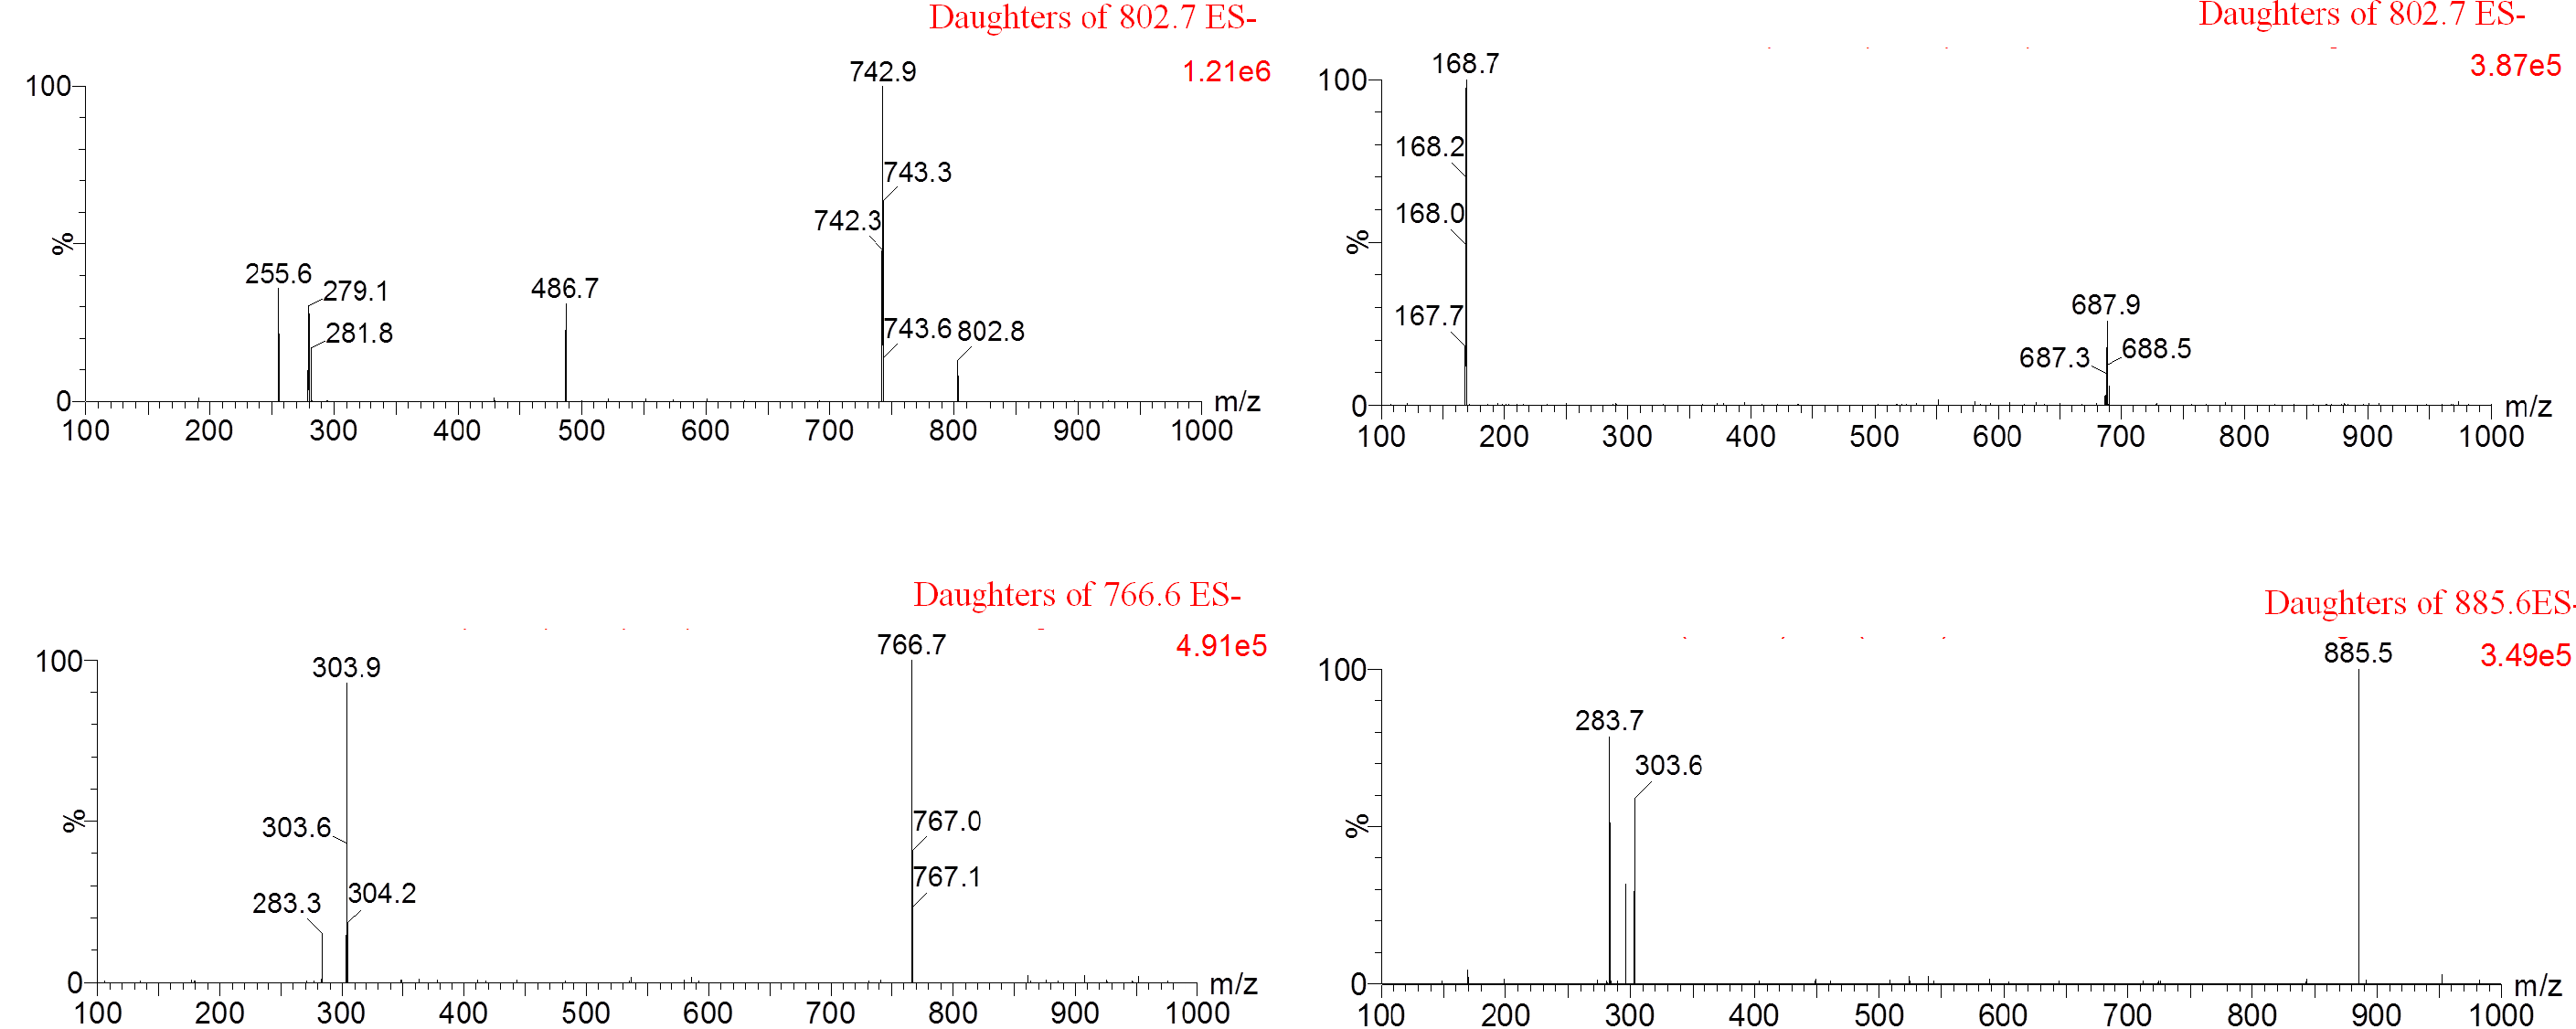 Daughters of 802.7 ES-
1.21e6
742.9
100
743.3
742.3
%
255.6
279.1
486.7
281.8
743.6
802.8
0
m/z
100 200 300 400 500 600 700 800 900 1000
Daughters of 802.7 ES-
3.87e5
168.7
100
168.2
168.0
%
167.7
687.9
687.3
688.5
0
m/z
100 200 300 400 500 600 700 800 900 1000
Daughters of 766.6 ES-
4.91e5
766.7
100
303.9
303.6
%
767.0
767.1
283.3
304.2
0
m/z
100 200 300 400 500 600 700 800 900 1000
Daughters of 885.6ES-
3.49e5
885.5
100
283.7
303.6
%
0
m/z
100 200 300 400 500 600 700 800 900 1000